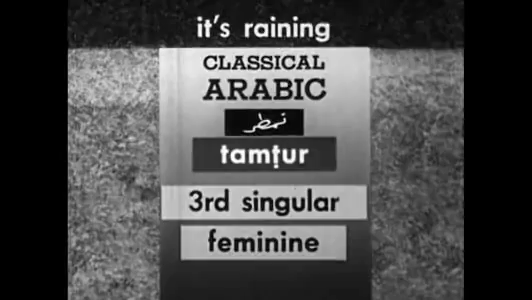 it's raining
CLASSICAL
ARABIC
تمطر
tamṭur
3rd singular
feminine